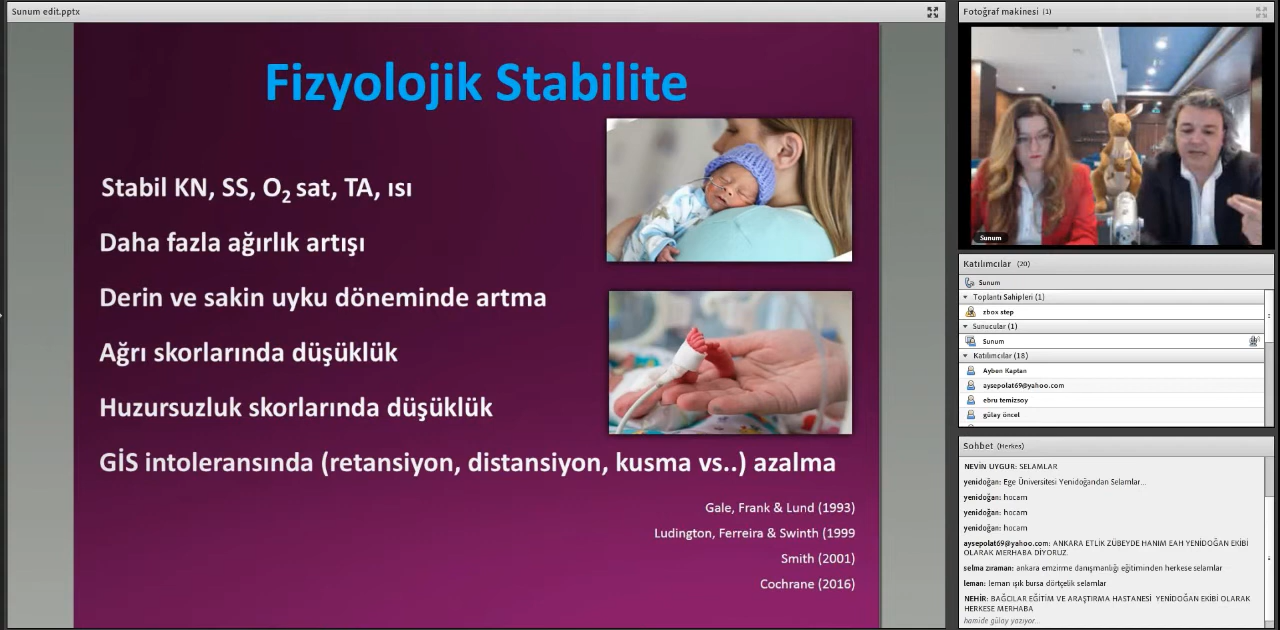 Sunum edit.pptx
Fizyolojik Stabilite
Stabil KN, SS, O₂ sat, TA, ısı
Daha fazla ağırlık artışı
Derin ve sakin uyku döneminde artma
Ağrı skorlarında düşüklük
Huzursuzluk skorlarında düşüklük
GİS intoleransında (retansiyon, distansiyon, kusma vs..) azalma
Gale, Frank & Lund (1993)
Ludington, Ferreira & Swinth (1999
Smith (2001)
Cochrane (2016)
Fotoğraf makinesi (1)
Sunum
Katılımcılar (20)
Sunum
Toplantı Sahipleri (1)
zbox step
Sunucular (1)
Sunum
Katılımcılar (18)
Ayben Kaptan
aysepolat69@yahoo.com
ebru temizsoy
gülay öncel
Sohbet (Herkes)
NEVİN UYGUR: SELAMLAR
yenidoğan: Ege Üniversitesi Yenidoğandan Selamlar...
yenidoğan: hocam
yenidoğan: hocam
yenidoğan: hocam
aysepolat69@yahoo.com: ANKARA ETLİK ZÜBEYDE HANIM EAH YENİDOĞAN EKİBİ
OLARAK MERHABA DİYORUZ.
selma zıraman: ankara emzirme danışmanlığı eğitiminden herkese selamlar
leman: leman ışık bursa dörtçelik selamlar
NEHİR: BAĞCILAR EĞİTİM VE ARAŞTIRMA HASTANESİ YENİDOĞAN EKİBİ OLARAK
HERKESE MERHABA
hamide gülay yazıyor...